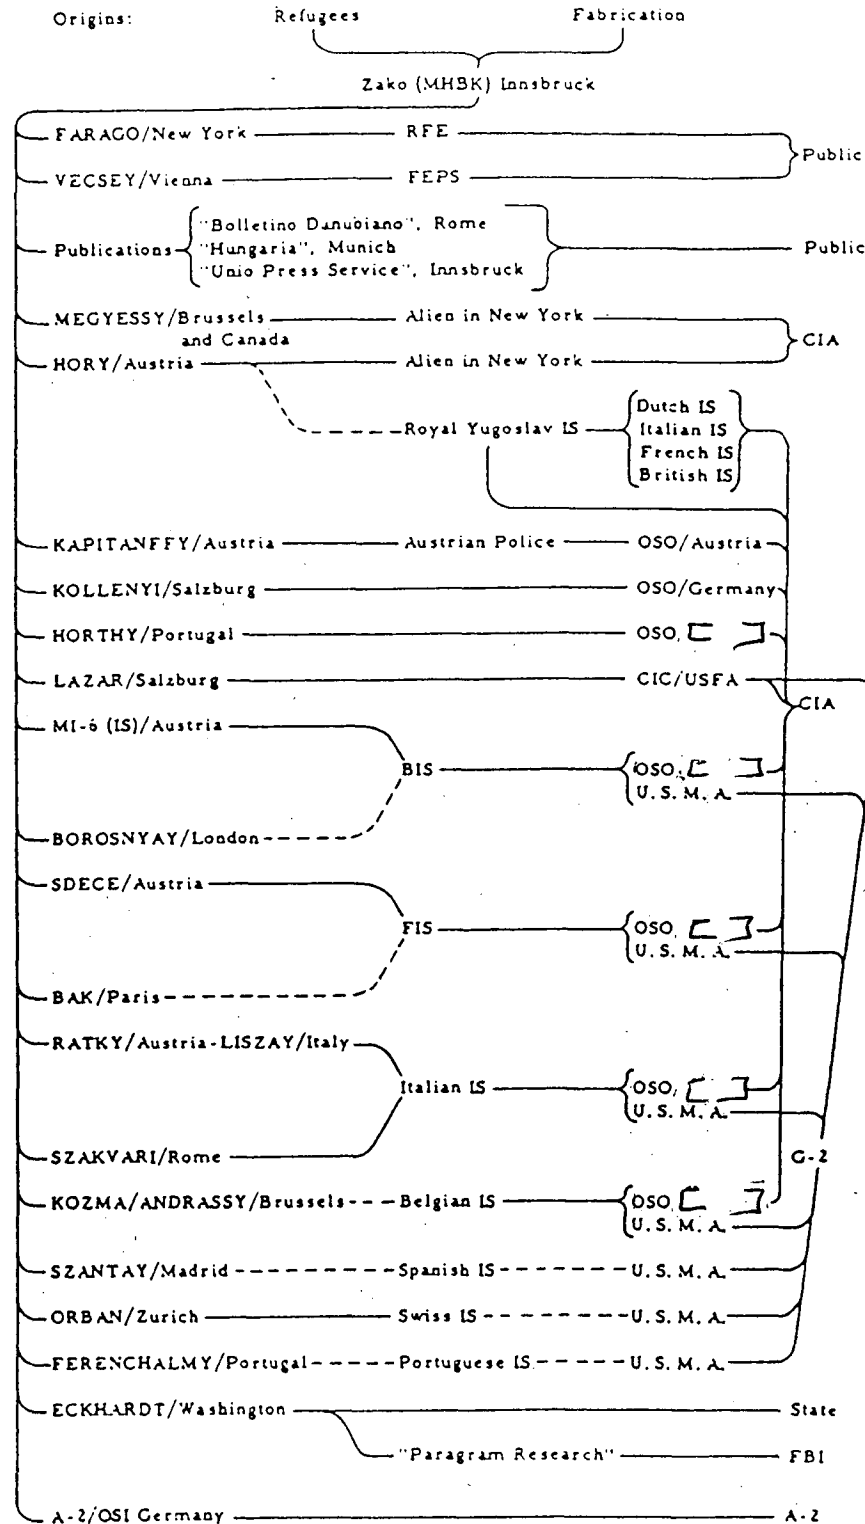 Origins: Refugees Fabrication
Zako (MHBK) Innsbruck
FARAGO/New York RFE
Public
VECSEY/Vienna FEPS
"Bolletino Danubiano", Rome
Publications "Hungaria", Munich Public
"Unio Press Service", Innsbruck
MEGYESSY/Brussels Alien in New York
and Canada CIA
HORY/Austria Alien in New York
Dutch IS
Royal Yugoslav IS Italian IS
French IS
British IS
KAPITANFFY/Austria Austrian Police OSO/Austria
KOLLENYI/Salzburg OSO/Germany
HORTHY/Portugal OSO,
LAZAR/Salzburg CIC/USFA
CIA
MI-6 (IS)/Austria
BIS OSO,
U.S.M.A.
BOROSNYAY/London
SDECE/Austria
FIS OSO,
U.S.M.A.
BAK/Paris
RATKY/Austria-LISZAY/Italy
Italian IS OSO,
U.S.M.A.
SZAKVARI/Rome G-2
KOZMA/ANDRASSY/Brussels Belgian IS OSO,
U.S.M.A.
SZANTAY/Madrid Spanish IS U.S.M.A.
ORBAN/Zurich Swiss IS U.S.M.A.
FERENCHALMY/Portugal Portuguese IS U.S.M.A.
ECKHARDT/Washington State
"Paragram Research" FBI
A-2/OSI Germany A-2